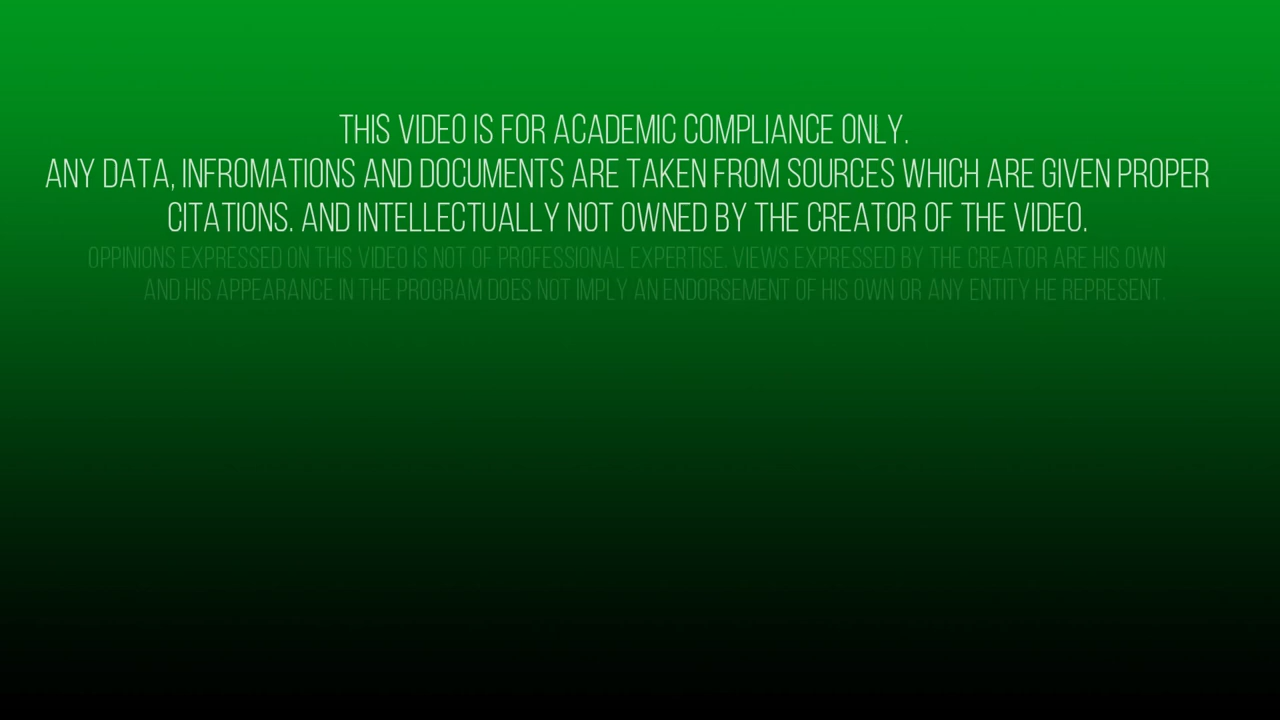 THIS VIDEO IS FOR ACADEMIC COMPLIANCE ONLY.
ANY DATA, INFROMATIONS AND DOCUMENTS ARE TAKEN FROM SOURCES WHICH ARE GIVEN PROPER
CITATIONS. AND INTELLECTUALLY NOT OWNED BY THE CREATOR OF THE VIDEO.
OPPINIONS EXPRESSED ON THIS VIDEO IS NOT OF PROFESSIONAL EXPERTISE. VIEWS EXPRESSED BY THE CREATOR ARE HIS OWN
AND HIS APPEARANCE IN THE PROGRAM DOES NOT IMPLY AN ENDORSEMENT OF HIS OWN OR ANY ENTITY HE REPRESENT.